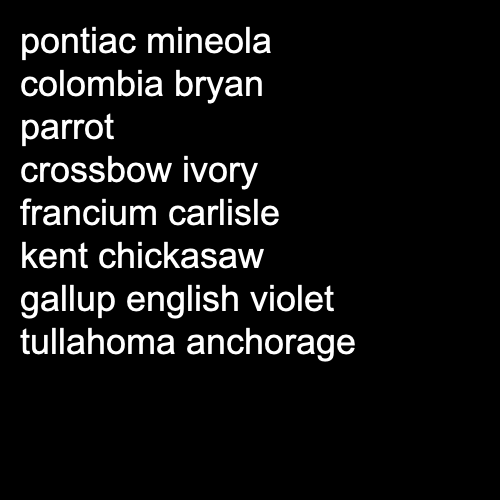 pontiac mineola
colombia bryan
parrot
crossbow ivory
francium carlisle
kent chickasaw
gallup english violet
tullahoma anchorage